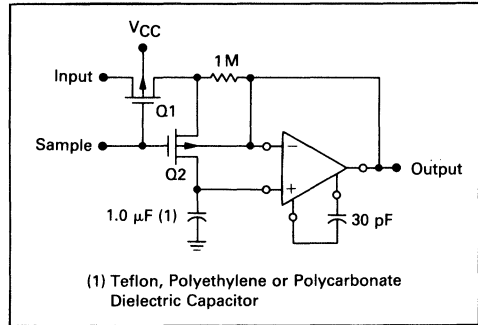 VCC
1 M
Input
Q1
Sample
Q2
−
Output
+
1.0 μF (1)
30 pF
(1) Teflon, Polyethylene or Polycarbonate
Dielectric Capacitor